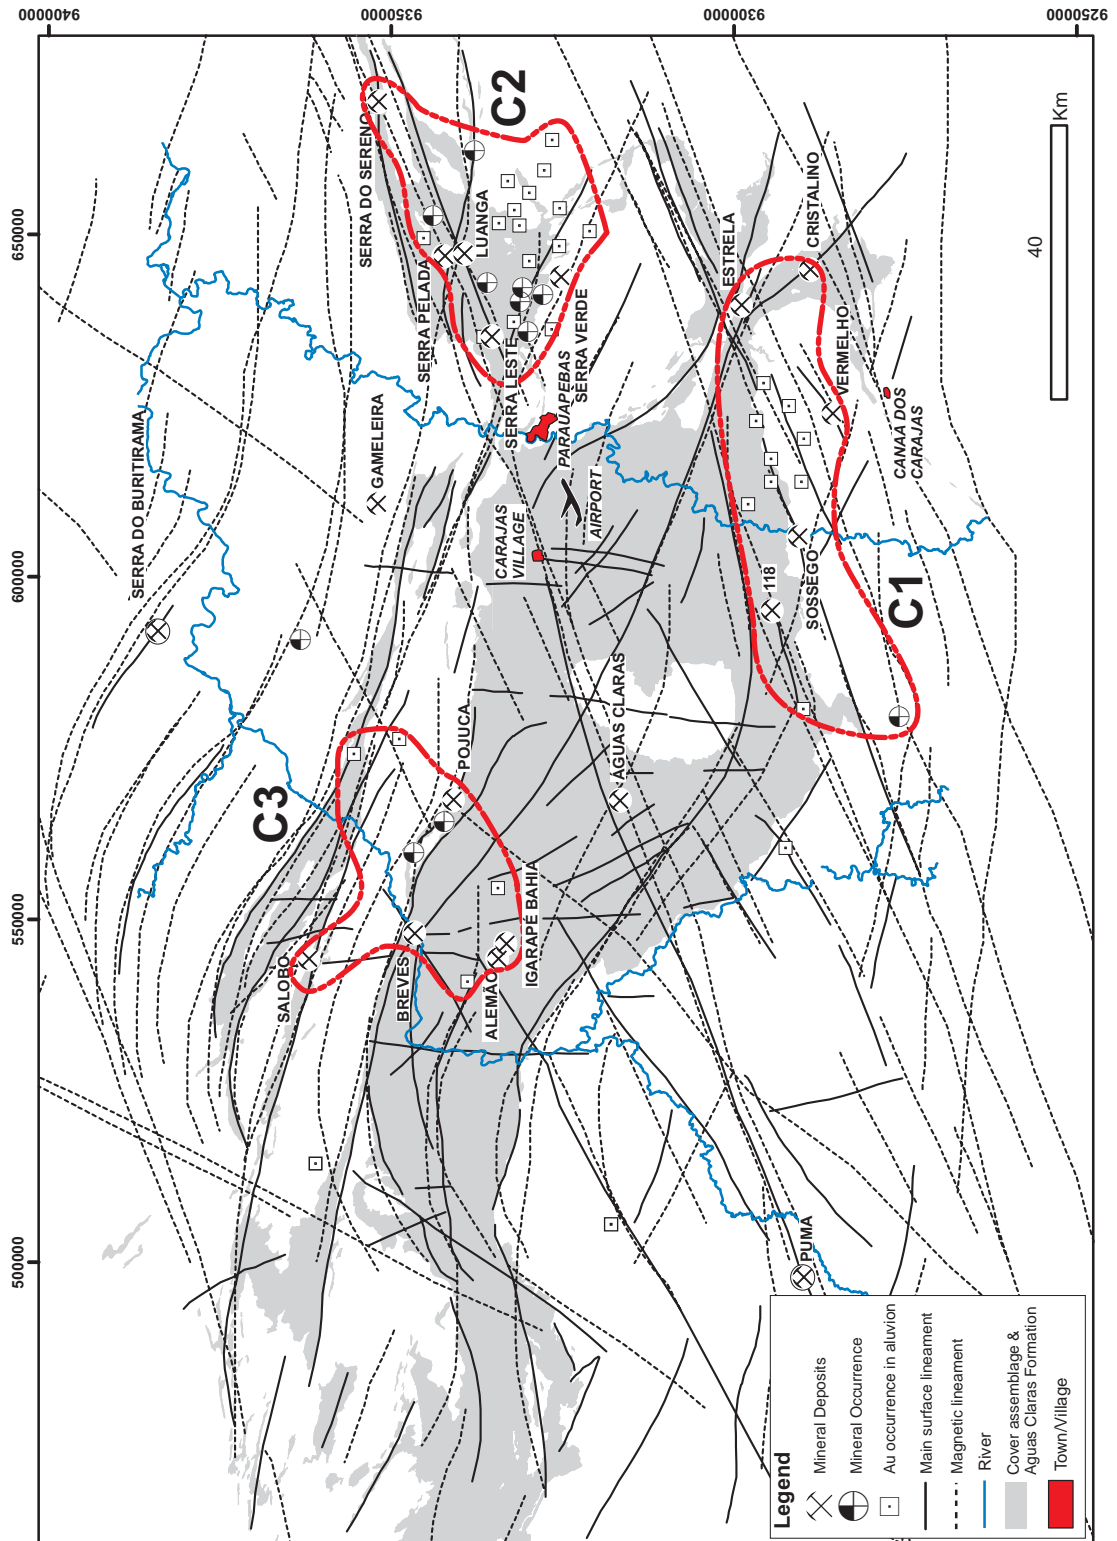 9400000
9350000
9300000
9250000
650000
600000
550000
500000
SERRA DO SERENO
C2
SERRA PELADA
LUANGA
SERRA LESTE
SERRA VERDE
PARAUAPEBAS
ESTRELA
CRISTALINO
VERMELHO
CANAA DOS
CARAJAS
40
Km
SERRA DO BURITIRAMA
GAMELEIRA
CARAJAS
VILLAGE
AIRPORT
118
SOSSEGO
C1
C3
POJUCA
ÁGUAS CLARAS
SALOBO
BREVES
ALEMÃO
IGARAPÉ BAHIA
PUMA
Legend
Mineral Deposits
Mineral Occurrence
Au occurrence in aluvion
Main surface lineament
Magnetic lineament
River
Cover assemblage &
Aguas Claras Formation
Town/Village